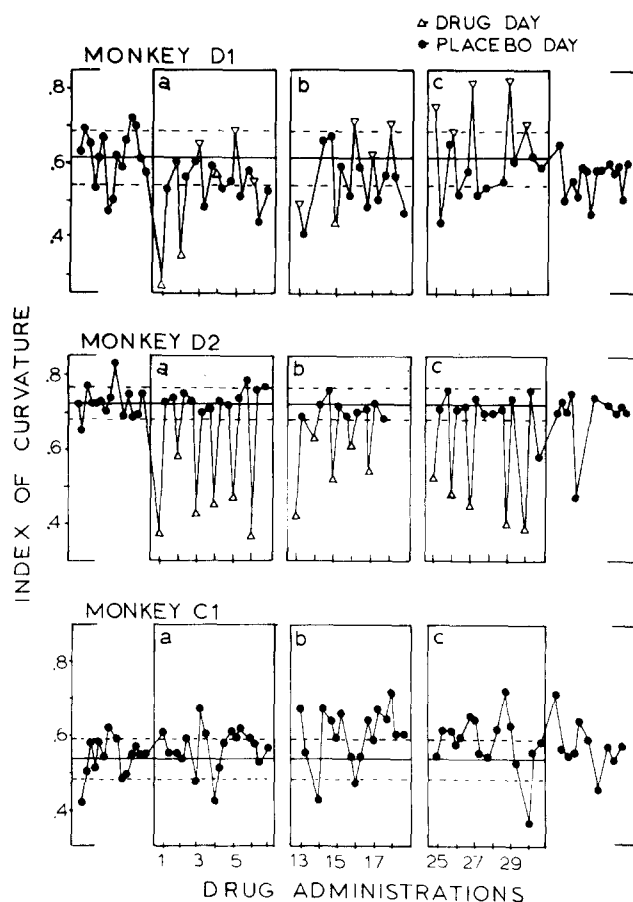 △ DRUG DAY
● PLACEBO DAY
MONKEY D1
a
b
c
.8
.6
.4
MONKEY D2
a
b
c
.8
.6
.4
INDEX OF CURVATURE
MONKEY C1
a
b
c
.8
.6
.4
1 3 5 13 15 17 25 27 29
DRUG ADMINISTRATIONS